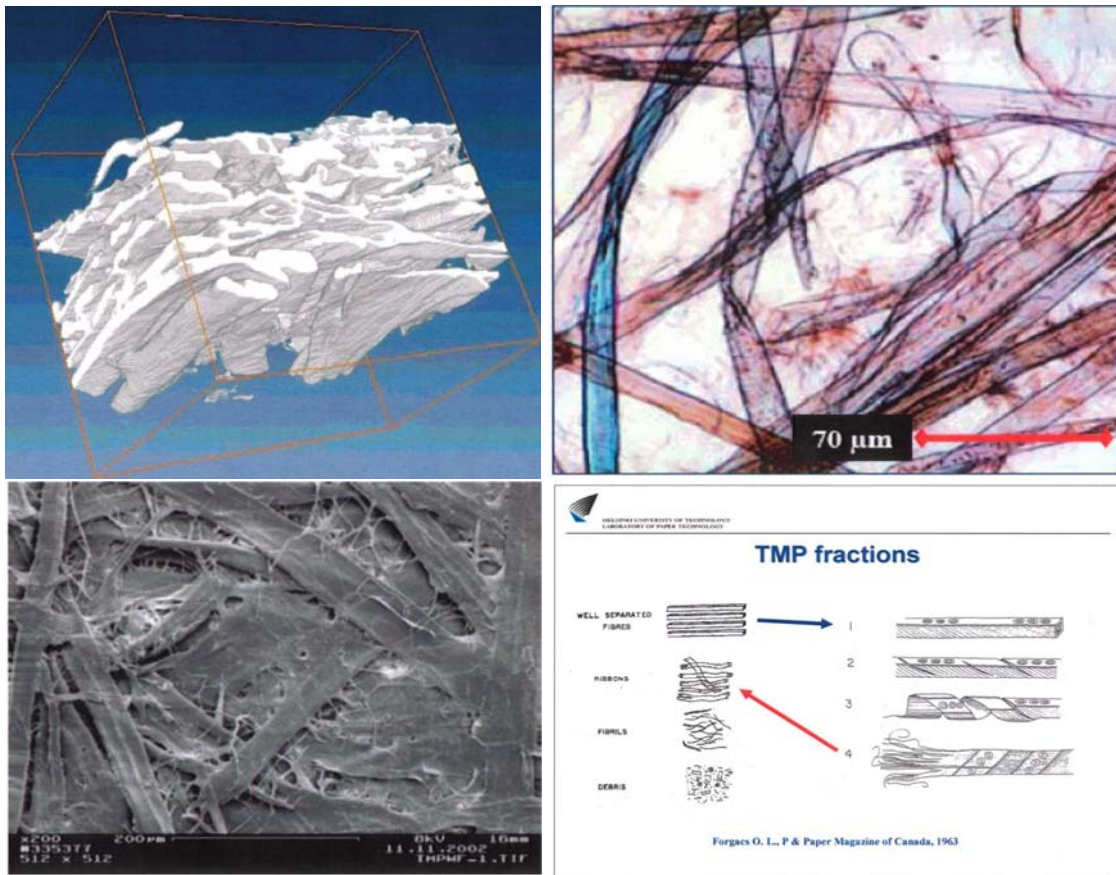 70 µm
x200 200µm 8kV 16mm
#335377 11.11.2002
512 x 512 TMPWF-1.TIF
HELSINKI UNIVERSITY OF TECHNOLOGY
LABORATORY OF PAPER TECHNOLOGY
TMP fractions
WELL SEPARATED
FIBRES
1
2
RIBBONS
3
FIBRILS
4
DEBRIS
Forgacs O. L., P & Paper Magazine of Canada, 1963